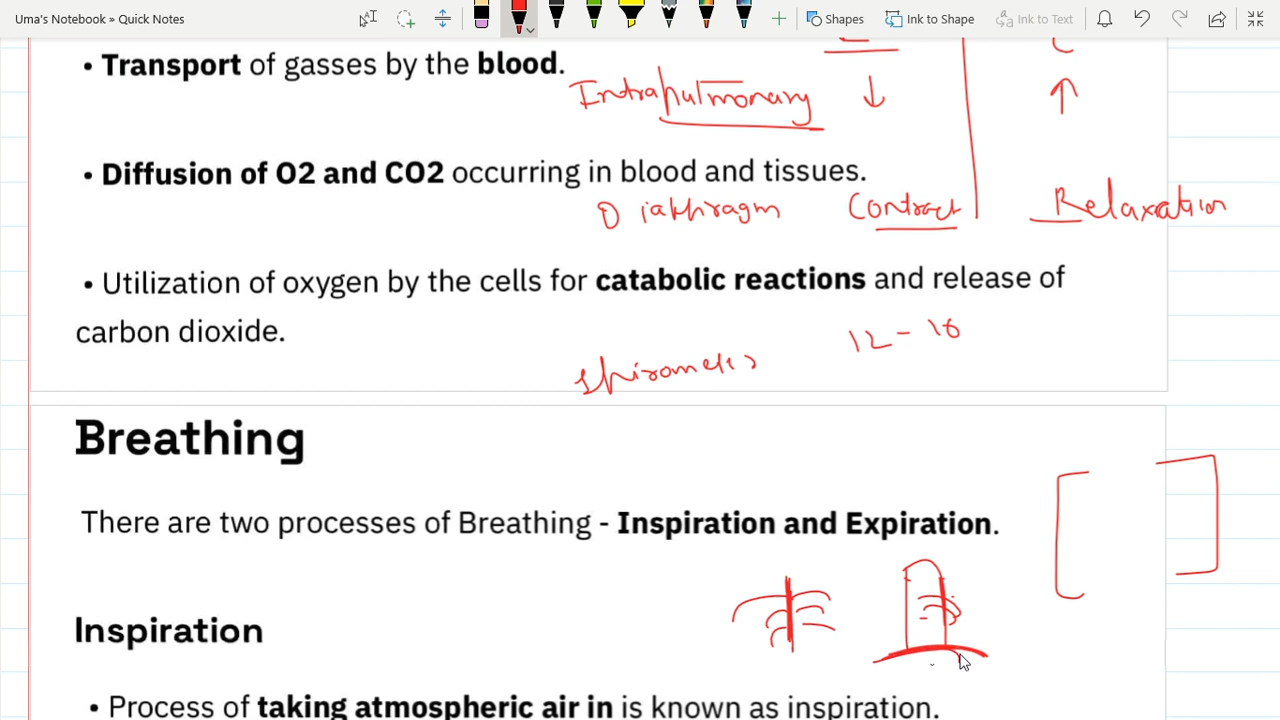 Uma's Notebook » Quick Notes
Shapes
Ink to Shape
Ink to Text
• Transport of gasses by the blood.
Intrapulmonary ↓ ↑
• Diffusion of O2 and CO2 occurring in blood and tissues.
Diaphragm Contract Relaxation
• Utilization of oxygen by the cells for catabolic reactions and release of
carbon dioxide.
12 - 16
Breathing
There are two processes of Breathing - Inspiration and Expiration.
Inspiration
• Process of taking atmospheric air in is known as inspiration.